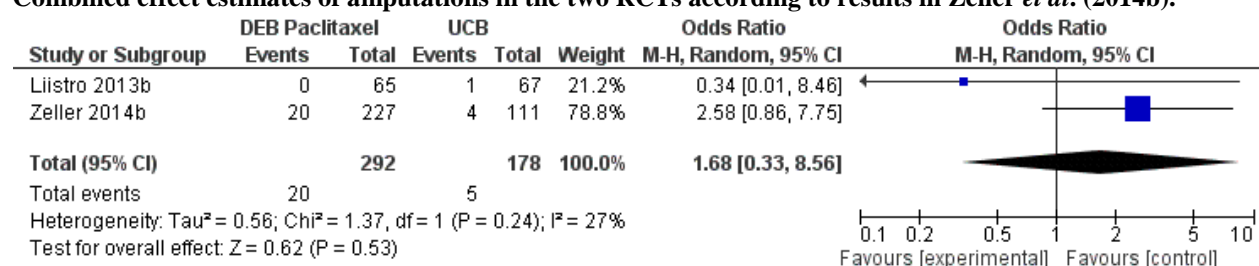 Combined effect estimates of amputations in the two RCTs according to results in Zeller et al. (2014b).
DEB Paclitaxel UCB Odds Ratio Odds Ratio
Study or Subgroup Events Total Events Total Weight M-H, Random, 95% CI M-H, Random, 95% CI
Liistro 2013b 0 65 1 67 21.2% 0.34 [0.01, 8.46]
Zeller 2014b 20 227 4 111 78.8% 2.58 [0.86, 7.75]
Total (95% CI) 292 178 100.0% 1.68 [0.33, 8.56]
Total events 20 5
Heterogeneity: Tau² = 0.56; Chi² = 1.37, df = 1 (P = 0.24); I² = 27%
Test for overall effect: Z = 0.62 (P = 0.53)
0.1 0.2 0.5 1 2 5 10
Favours [experimental] Favours [control]